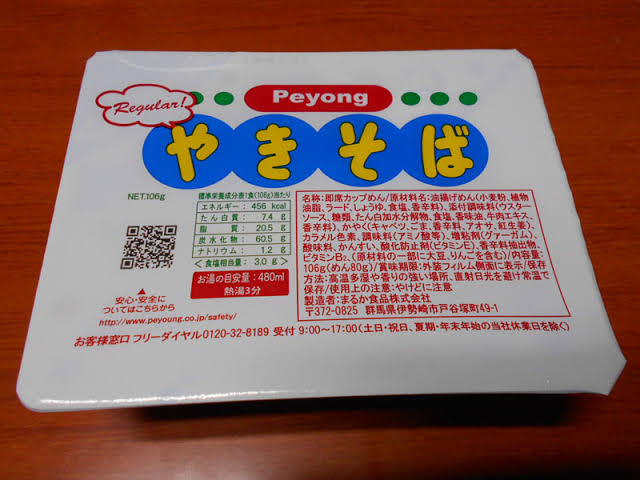 Regular!
Peyong
やきそば
NET.106g
標準栄養成分表1食(106g)当たり
エネルギー: 456 kcal
たん白質: 7.4 g
脂質: 20.5 g
炭水化物: 60.5 g
ナトリウム: 1.2 g
<食塩相当量: 3.0 g>
お湯の目安量:480ml
熱湯3分
安心・安全に
ついてはこちらから
http://www.peyoung.co.jp/safety/
名称:即席カップめん/原材料名:油揚げめん(小麦粉、植物
油脂、ラード、しょうゆ、食塩、香辛料)、添付調味料(ウスター
ソース、糖類、たん白加水分解物、食塩、香味油、牛肉エキス、
香辛料)、かやく(キャベツ、ごま、香辛料、アオサ、紅生姜)、
カラメル色素、調味料(アミノ酸等)、増粘剤(グァーガム)、
酸味料、かんすい、酸化防止剤(ビタミンE)、香辛料抽出物、
ビタミンB₂、(原材料の一部に大豆、りんごを含む)/内容量:
106g(めん80g)/賞味期限:外装フィルム側面に表示/保存
方法:高温多湿や香りの強い場所、直射日光を避け常温で
保存/使用上の注意:やけどに注意
製造者:まるか食品株式会社
〒372-0825 群馬県伊勢崎市戸谷塚町49-1
お客様窓口 フリーダイヤル0120-32-8189 受付 9:00~17:00(土・日・祝日、夏期・年末年始の当社休業日を除く)